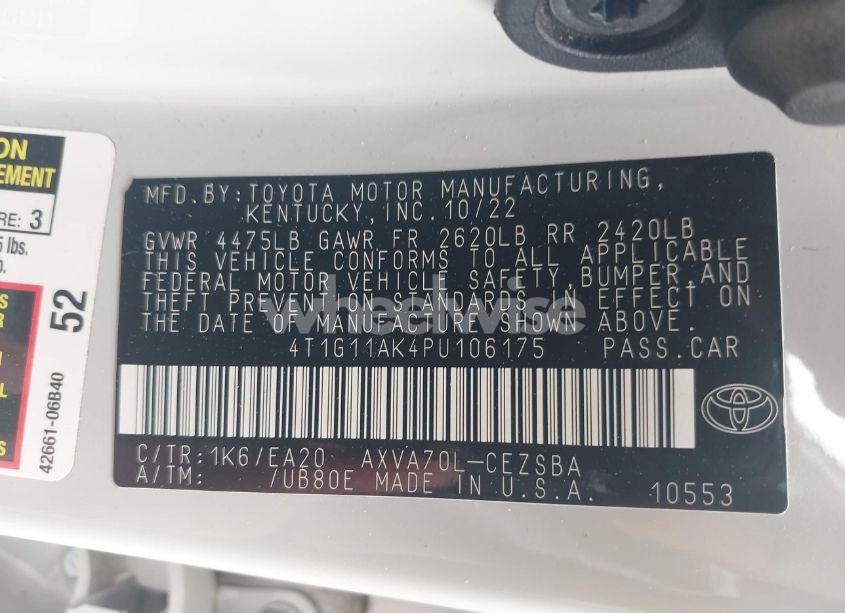 ON
EMENT
RE: 3
5 lbs.
52
42661-06B40
MFD.BY:TOYOTA MOTOR MANUFACTURING,
KENTUCKY,INC.10/22
GVWR 4475LB GAWR FR 2620LB RR 2420LB
THIS VEHICLE CONFORMS TO ALL APPLICABLE
FEDERAL MOTOR VEHICLE SAFETY,BUMPER,AND
THEFT PREVENTION STANDARDS IN EFFECT ON
THE DATE OF MANUFACTURE SHOWN ABOVE.
4T1G11AK4PU106175 PASS.CAR
C/TR: 1K6/EA20 AXVA70L-CEZSBA
A/TM: /UB80E MADE IN U.S.A. 10553
wheelwise